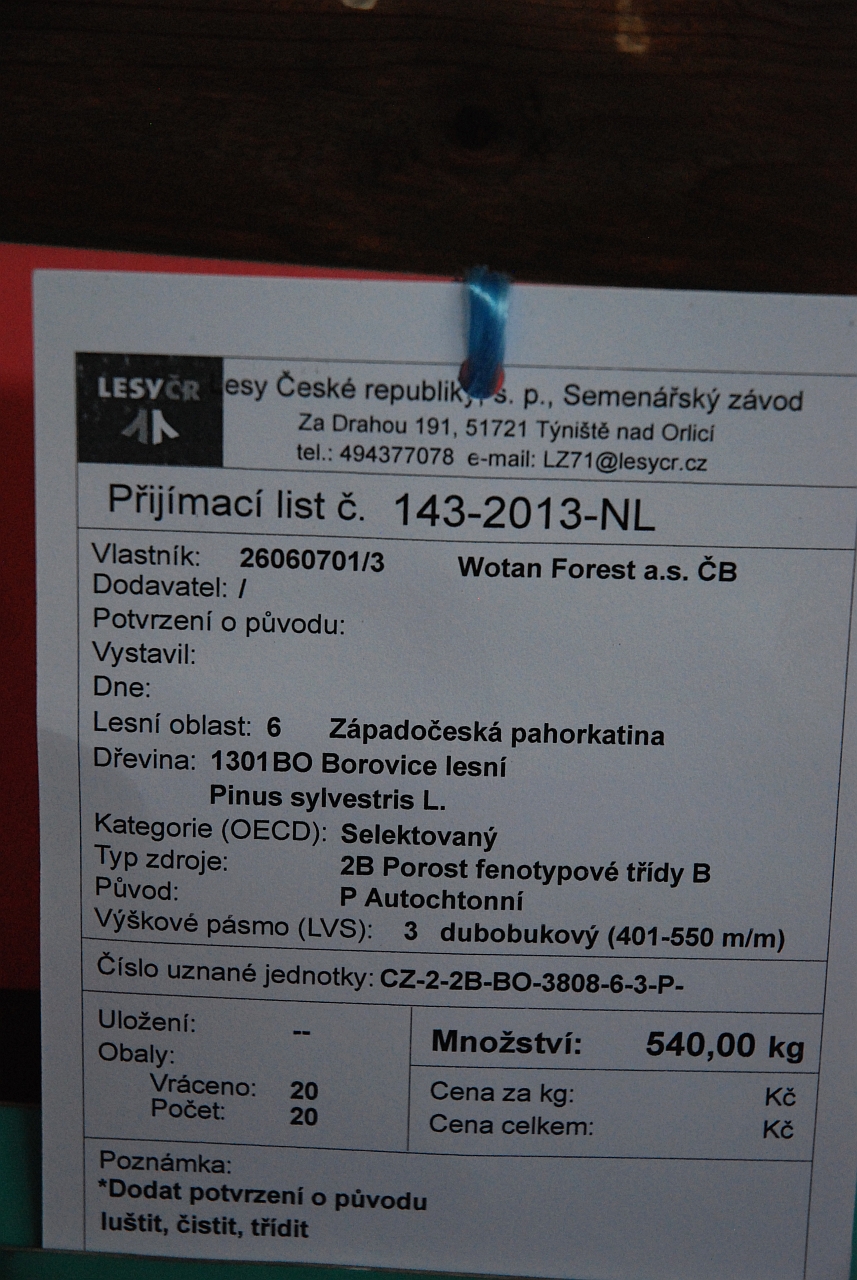 LESY ČR
Lesy České republiky, s. p., Semenářský závod
Za Drahou 191, 51721 Týniště nad Orlicí
tel.: 494377078 e-mail: LZ71@lesycr.cz
Přijímací list č. 143-2013-NL
Vlastník: 26060701/3 Wotan Forest a.s. ČB
Dodavatel: /
Potvrzení o původu:
Vystavil:
Dne:
Lesní oblast: 6 Západočeská pahorkatina
Dřevina: 1301BO Borovice lesní
Pinus sylvestris L.
Kategorie (OECD): Selektovaný
Typ zdroje: 2B Porost fenotypové třídy B
Původ: P Autochtonní
Výškové pásmo (LVS): 3 dubobukový (401-550 m/m)
Číslo uznané jednotky: CZ-2-2B-BO-3808-6-3-P-
Uložení: --
Obaly:
Vráceno: 20
Počet: 20
Množství: 540,00 kg
Cena za kg: Kč
Cena celkem: Kč
Poznámka:
*Dodat potvrzení o původu
luštit, čistit, třídit